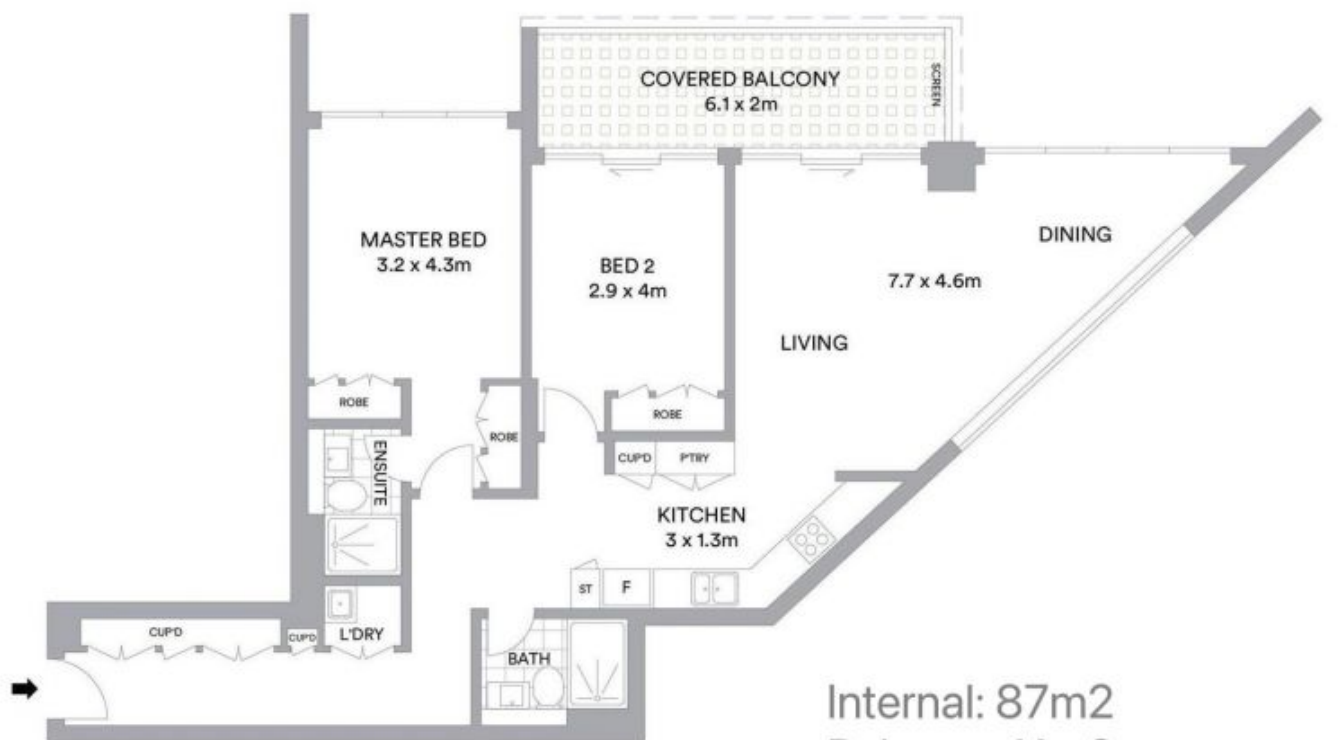 COVERED BALCONY
6.1 x 2m
SCREEN
MASTER BED
3.2 x 4.3m
BED 2
2.9 x 4m
DINING
7.7 x 4.6m
LIVING
ROBE
ROBE
ROBE
ENSUITE
CUP'D
P'TRY
KITCHEN
3 x 1.3m
ST
F
CUP'D
CUP'D
L'DRY
BATH
Internal: 87m2